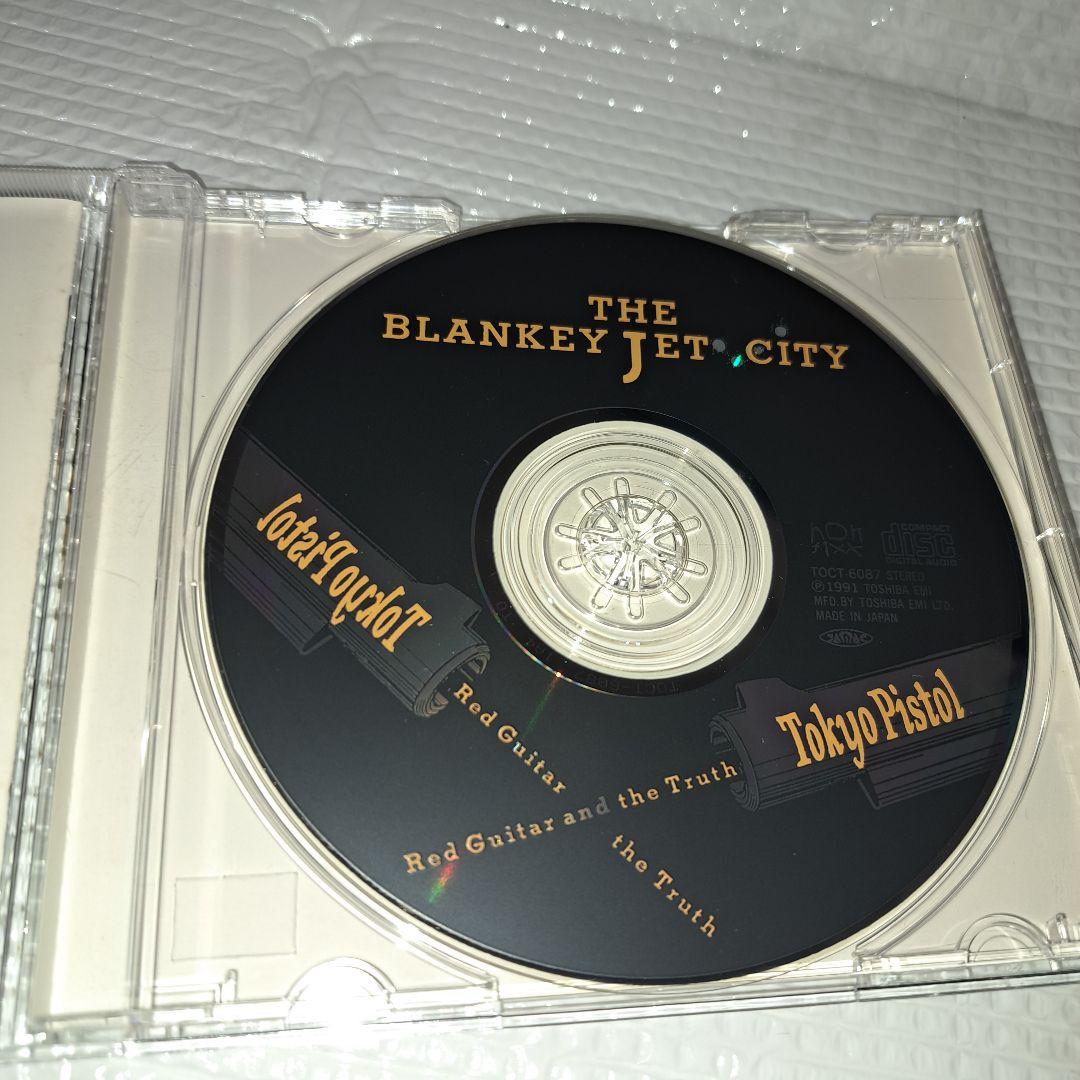 THE
BLANKEY JET CITY
Tokyo Pistol
COMPACT
disc
DIGITAL AUDIO
TOCT-6087 STEREO
℗1991 TOSHIBA EMI
MFD.BY TOSHIBA EMI LTD.
MADE IN JAPAN
Tokyo Pistol
Red Guitar
Red Guitar and the Truth
the Truth